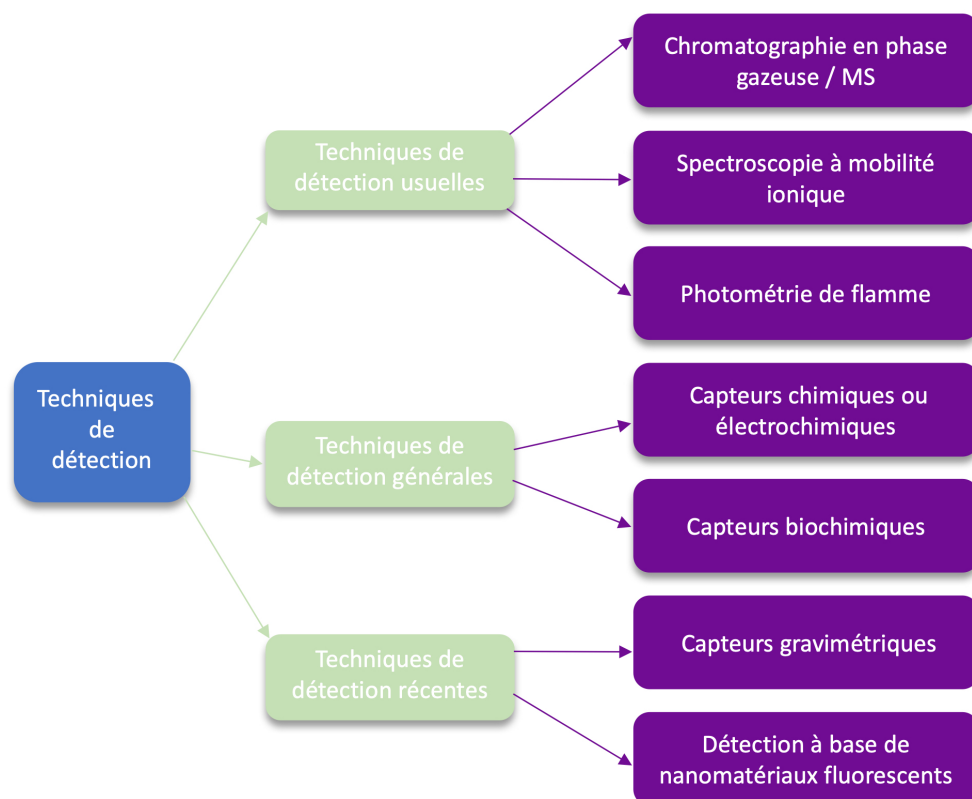 Techniques
de
détection
Techniques de
détection usuelles
Chromatographie en phase
gazeuse / MS
Spectroscopie à mobilité
ionique
Photométrie de flamme
Techniques de
détection générales
Capteurs chimiques ou
électrochimiques
Capteurs biochimiques
Techniques de
détection récentes
Capteurs gravimétriques
Détection à base de
nanomatériaux fluorescents